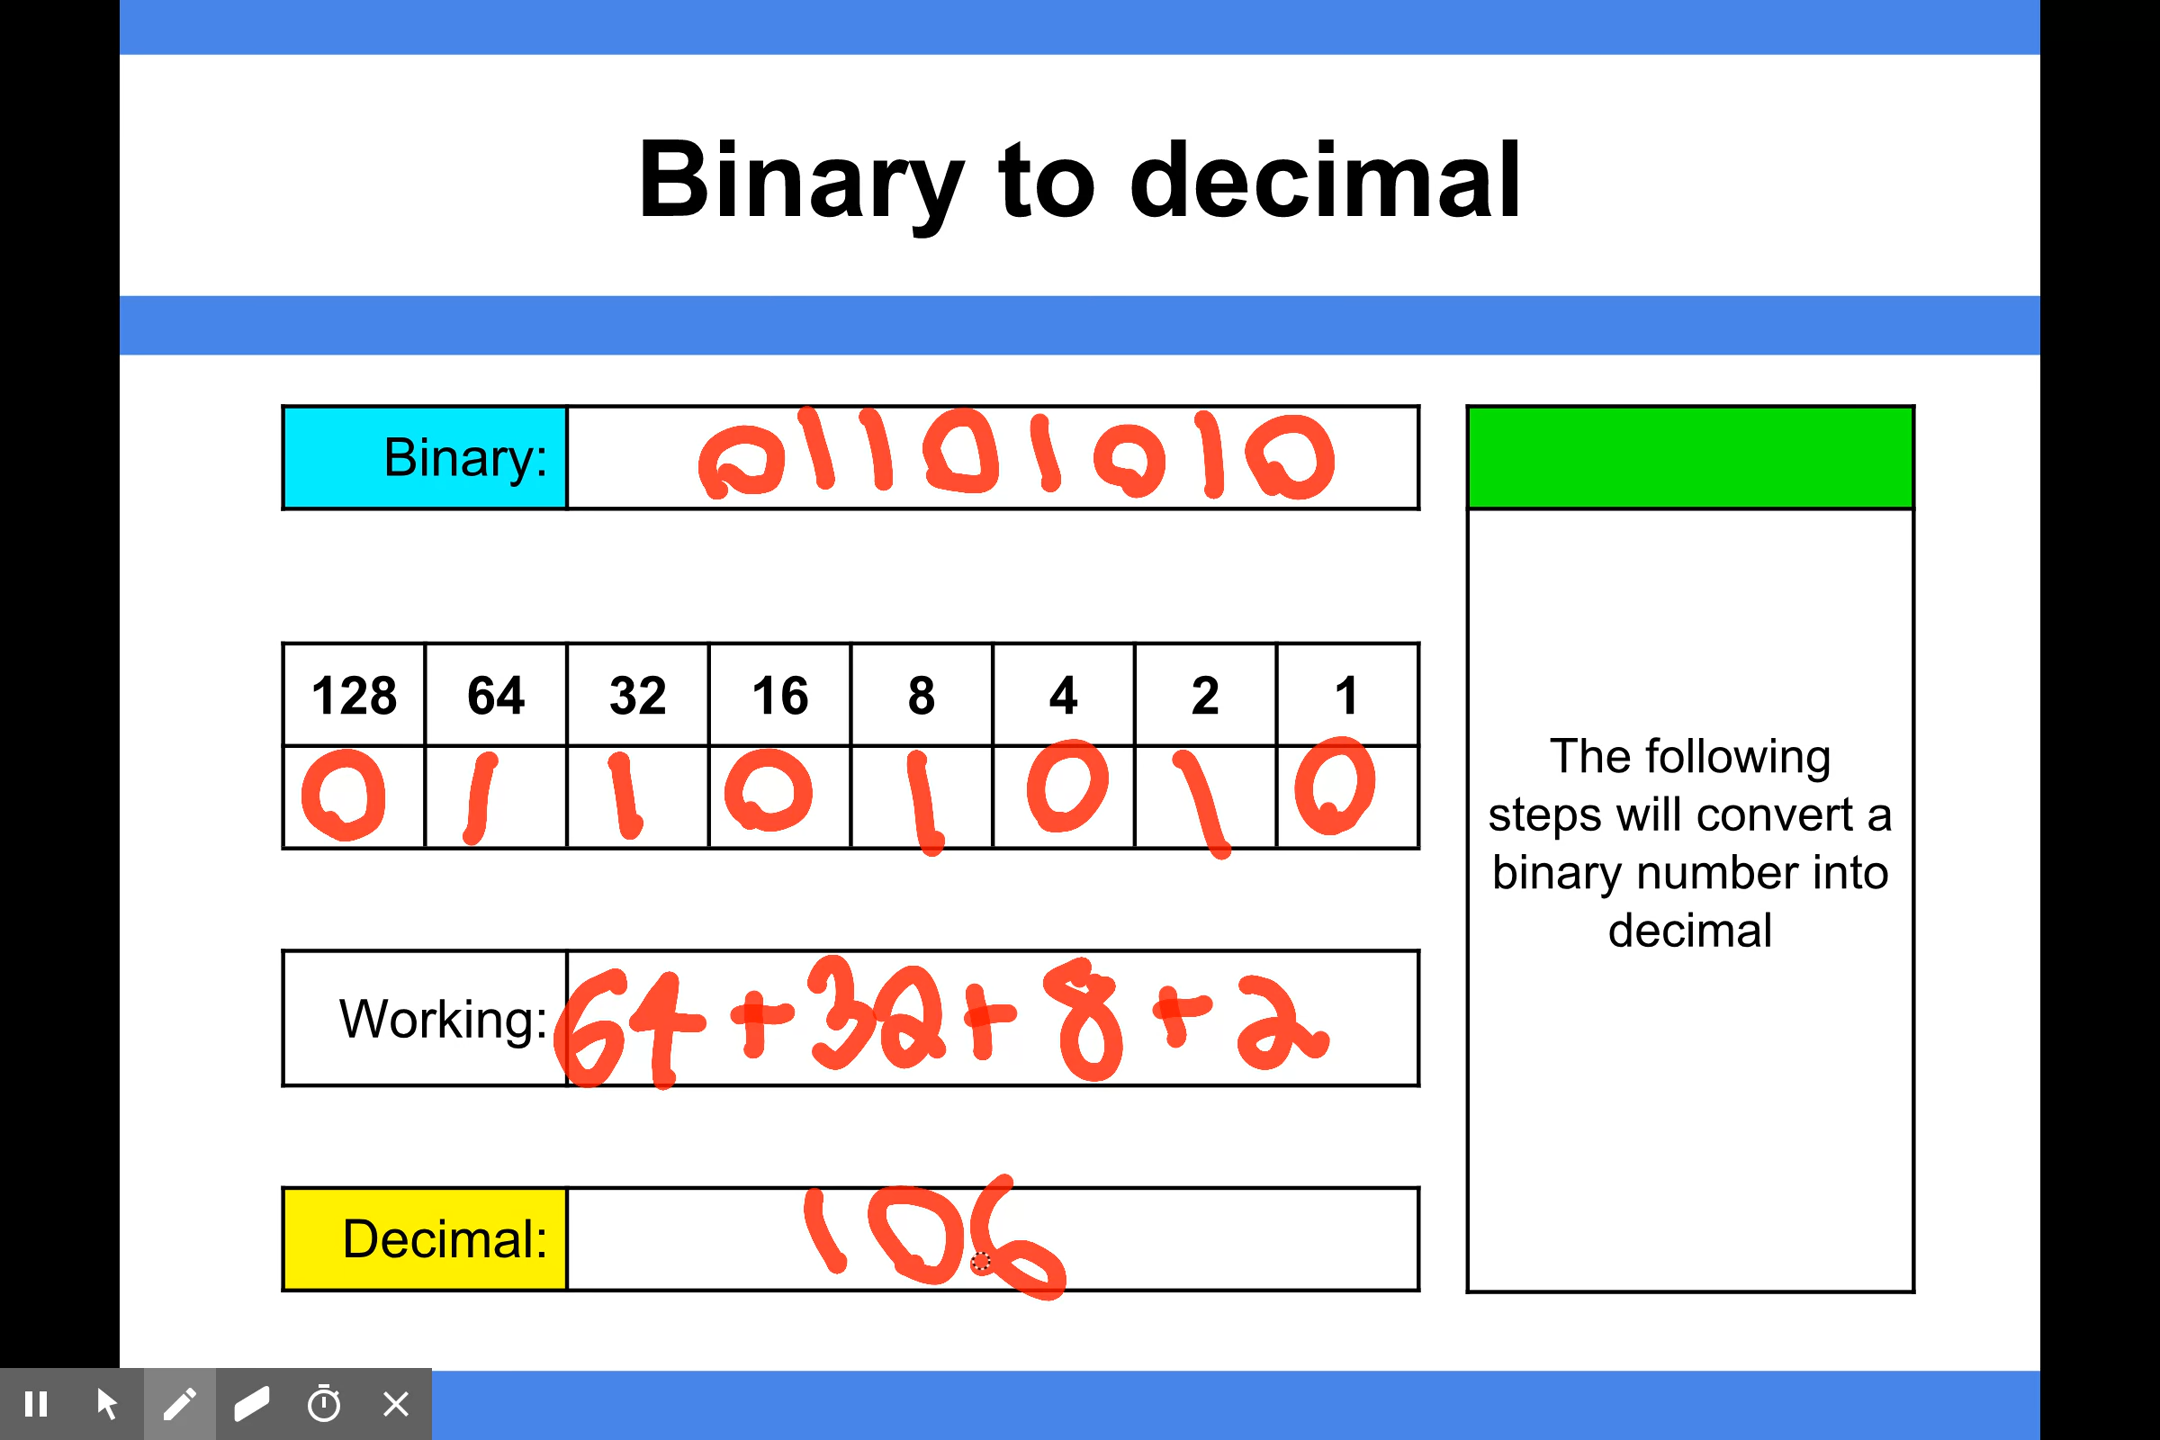 Binary to decimal
Binary: 01101010
128 64 32 16 8 4 2 1
0 1 1 0 1 0 1 0
Working: 64+32+8+2
Decimal: 106
The following
steps will convert a
binary number into
decimal